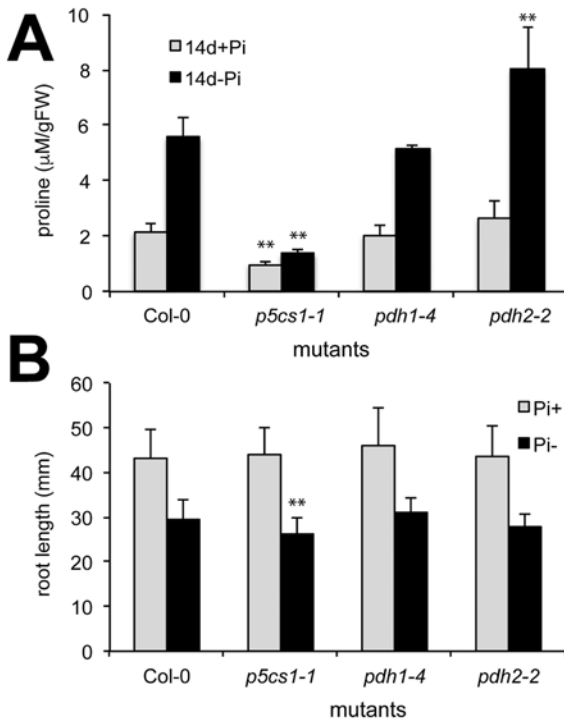 A
10
8
6
4
2
0
proline (μM/gFW)
14d+Pi
14d-Pi
**
** **
Col-0 p5cs1-1 pdh1-4 pdh2-2
mutants
B
60
50
40
30
20
10
0
root length (mm)
Pi+
Pi-
**
Col-0 p5cs1-1 pdh1-4 pdh2-2
mutants